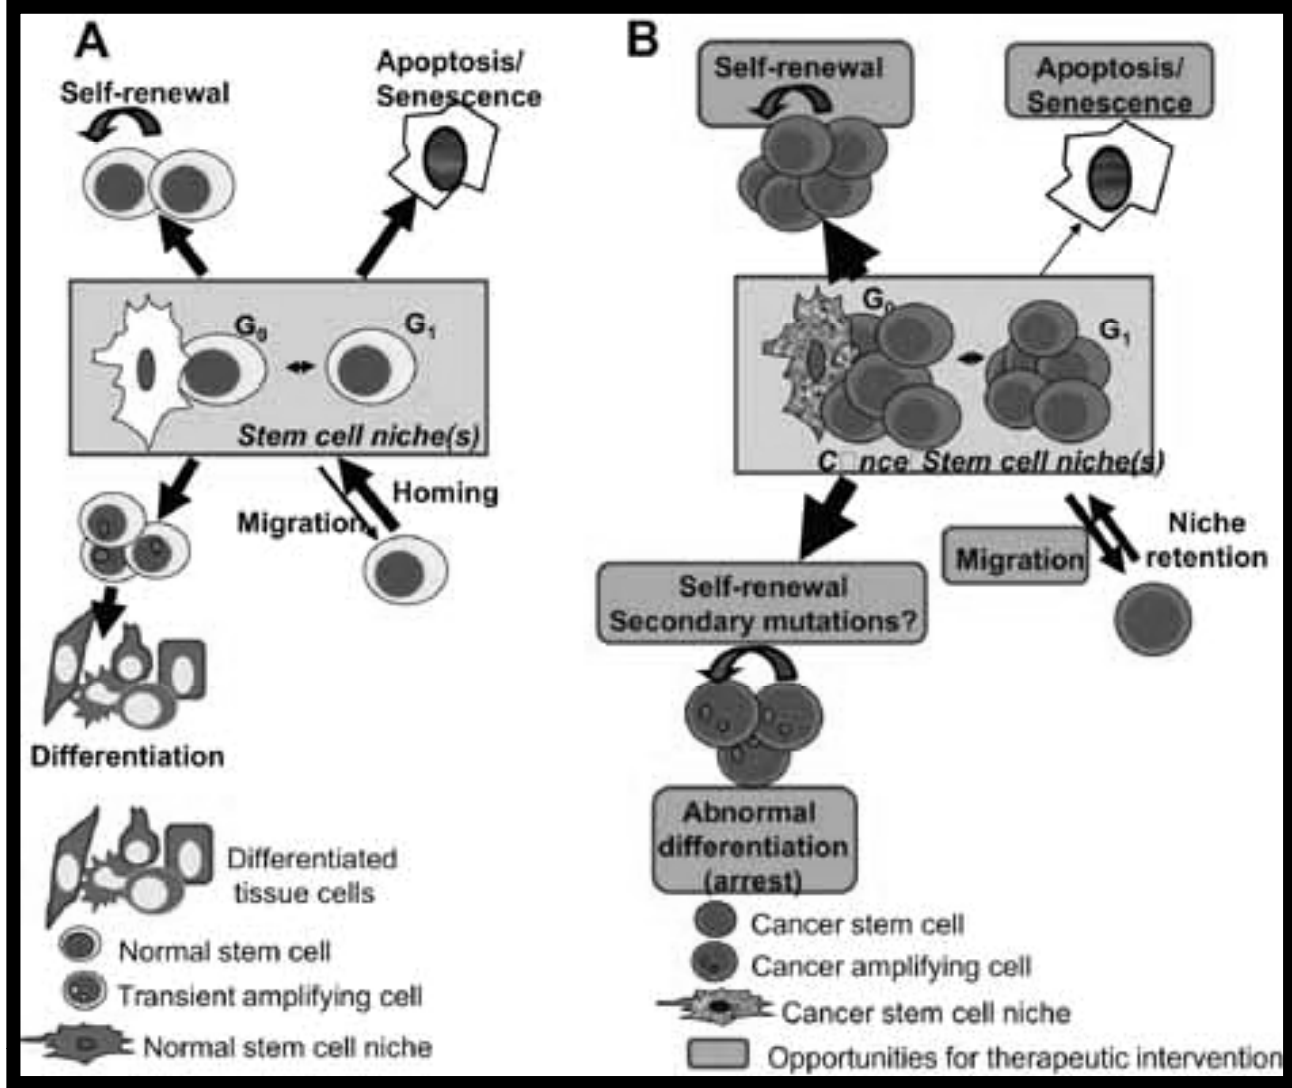 A
Self-renewal
Apoptosis/
Senescence
G0
G1
Stem cell niche(s)
Homing
Migration
Differentiation
Differentiated
tissue cells
Normal stem cell
Transient amplifying cell
Normal stem cell niche
B
Self-renewal
Apoptosis/
Senescence
G0
G1
C nce Stem cell niche(s)
Migration
Niche
retention
Self-renewal
Secondary mutations?
Abnormal
differentiation
(arrest)
Cancer stem cell
Cancer amplifying cell
Cancer stem cell niche
Opportunities for therapeutic intervention